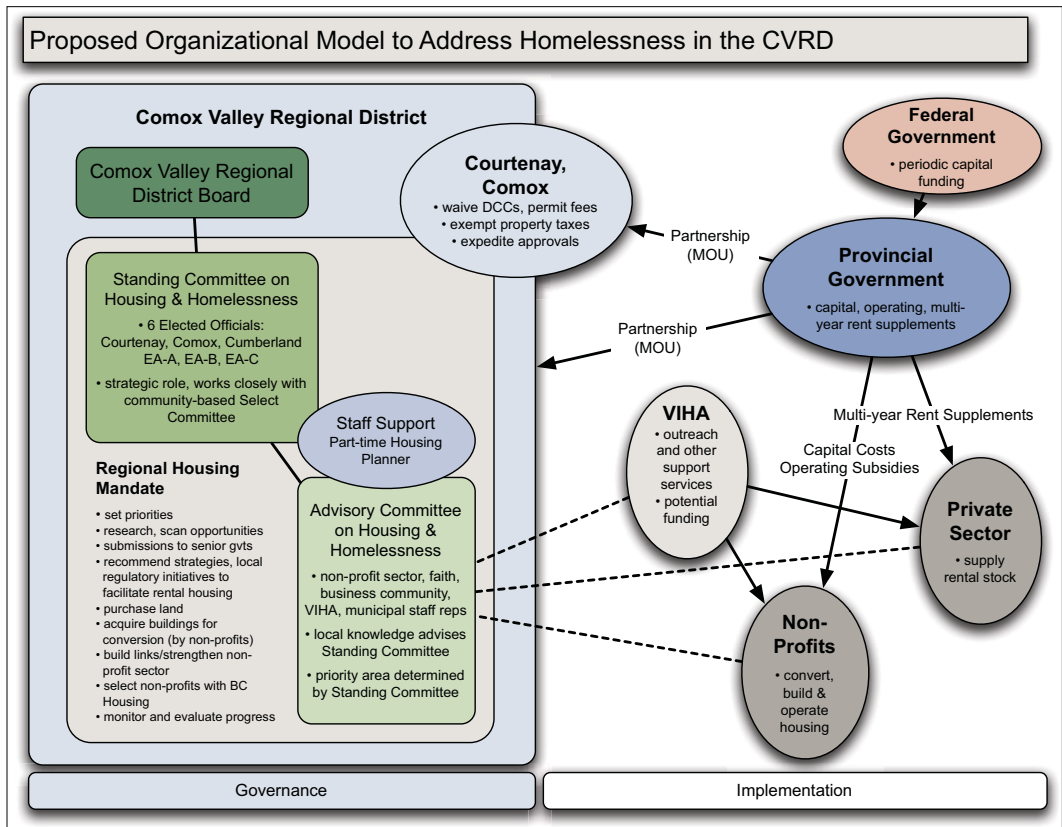 Proposed Organizational Model to Address Homelessness in the CVRD
Comox Valley Regional District
Comox Valley Regional
District Board
Standing Committee on
Housing & Homelessness
• 6 Elected Officials:
Courtenay, Comox, Cumberland
EA-A, EA-B, EA-C
• strategic role, works closely with
community-based Select
Committee
Staff Support
Part-time Housing
Planner
Regional Housing
Mandate
• set priorities
• research, scan opportunities
• submissions to senior gvts
• recommend strategies, local
regulatory initiatives to
facilitate rental housing
• purchase land
• acquire buildings for
conversion (by non-profits)
• build links/strengthen non-
profit sector
• select non-profits with BC
Housing
• monitor and evaluate progress
Advisory Committee
on Housing &
Homelessness
• non-profit sector, faith,
business community,
VIHA, municipal staff reps
• local knowledge advises
Standing Committee
• priority area determined
by Standing Committee
Courtenay,
Comox
• waive DCCs, permit fees
• exempt property taxes
• expedite approvals
Federal
Government
• periodic capital
funding
Partnership
(MOU)
Provincial
Government
• capital, operating, multi-
year rent supplements
Partnership
(MOU)
VIHA
• outreach
and other
support
services
• potential
funding
Multi-year Rent Supplements
Capital Costs
Operating Subsidies
Private
Sector
• supply
rental stock
Non-
Profits
• convert,
build &
operate
housing
Governance
Implementation